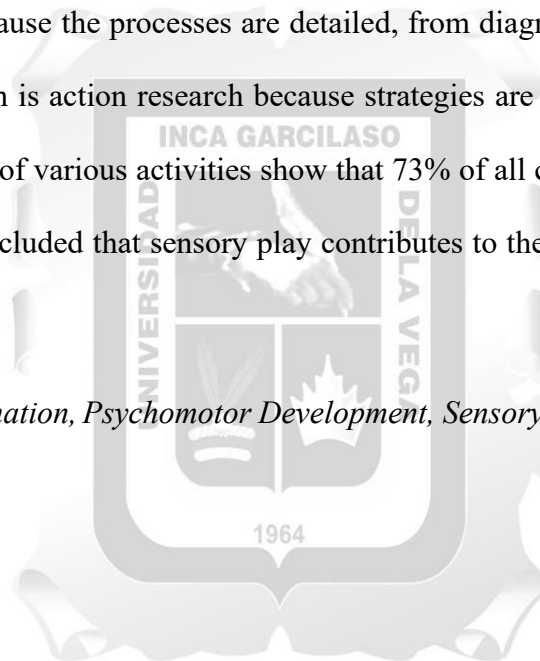 ause the processes are detailed, from diagn
n is action research because strategies are
INCA GARCILASO
of various activities show that 73% of all c
UNIVERSIDAD
DE LA VEGA
cluded that sensory play contributes to the
nation, Psychomotor Development, Sensory
1964